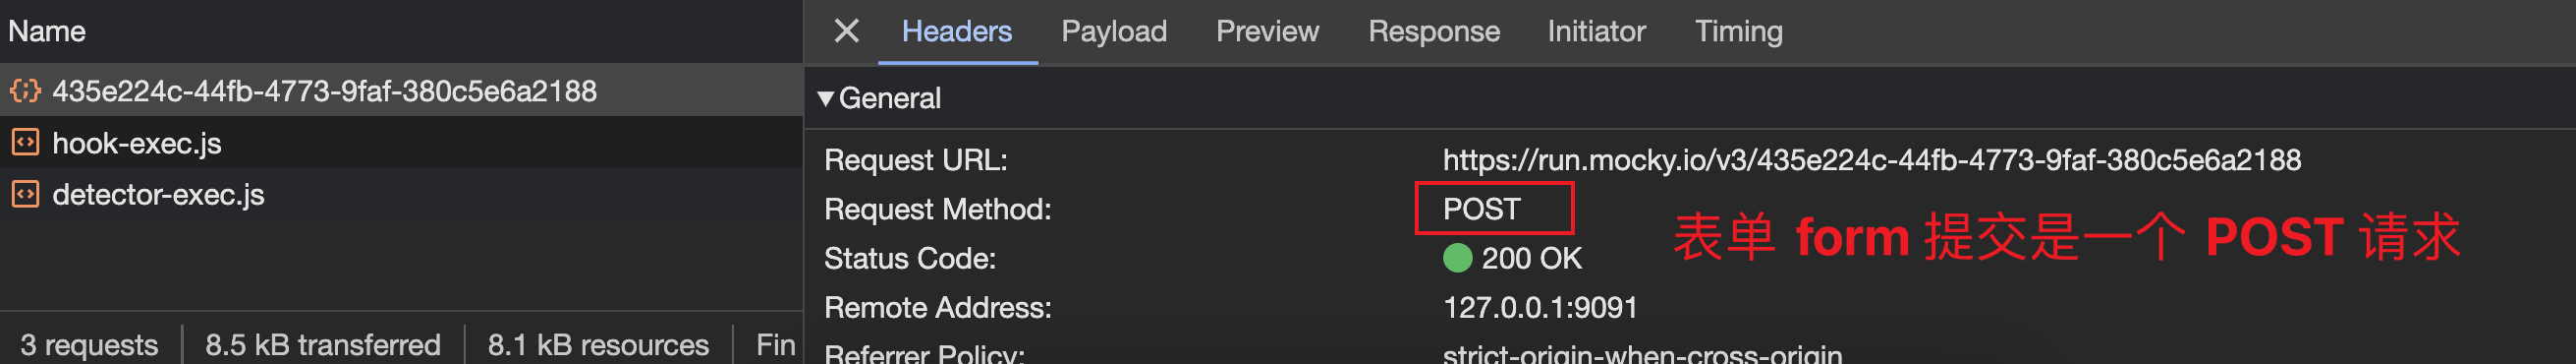 Name
435e224c-44fb-4773-9faf-380c5e6a2188
hook-exec.js
detector-exec.js
3 requests 8.5 kB transferred 8.1 kB resources Fin
Headers Payload Preview Response Initiator Timing
General
Request URL: https://run.mocky.io/v3/435e224c-44fb-4773-9faf-380c5e6a2188
Request Method: POST
表单 form 提交是一个 POST 请求
Status Code: 200 OK
Remote Address: 127.0.0.1:9091
Referrer Policy: strict-origin-when-cross-origin